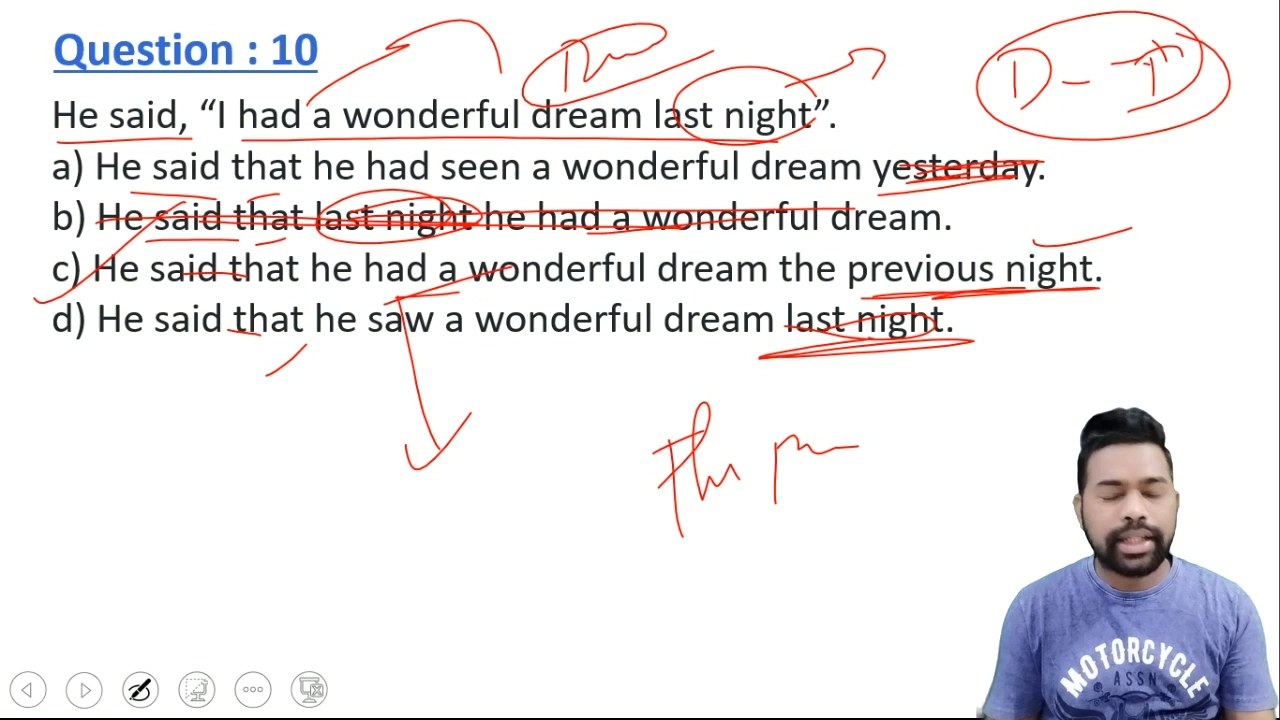 Question : 10
He said, “I had a wonderful dream last night”.
a) He said that he had seen a wonderful dream yesterday.
b) He said that last night he had a wonderful dream.
c) He said that he had a wonderful dream the previous night.
d) He said that he saw a wonderful dream last night.
MOTORCYCLE
ASSN